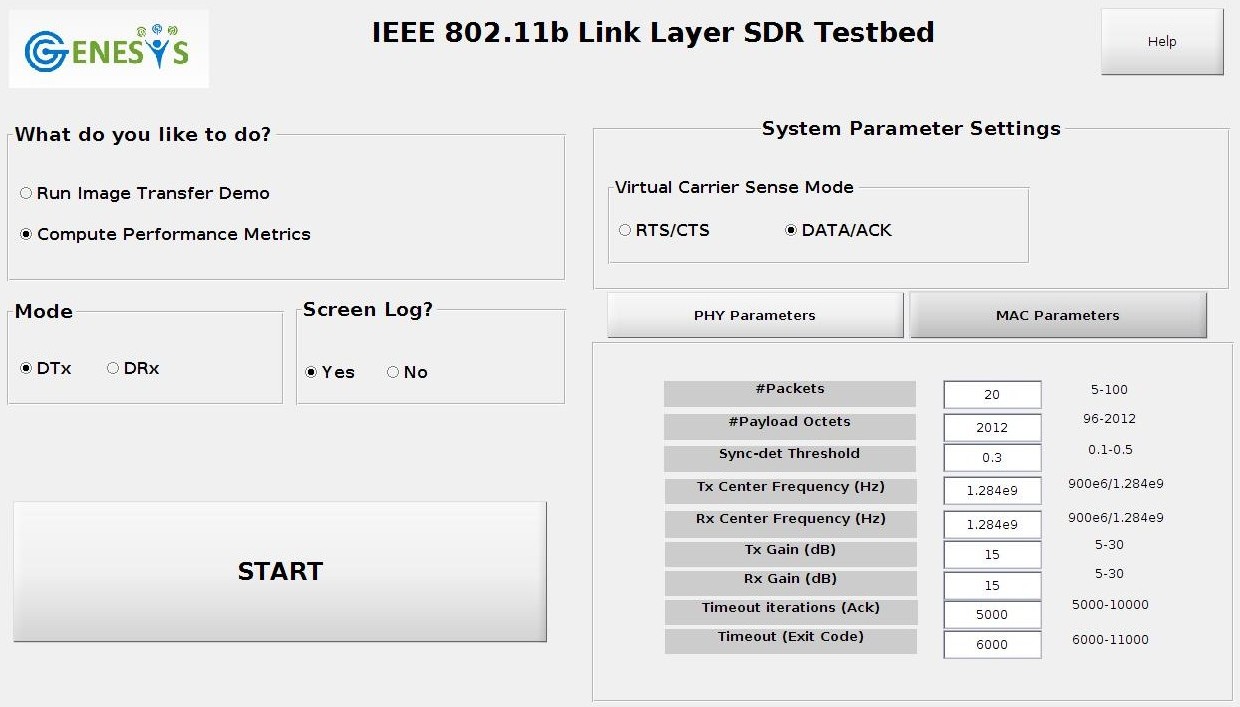 GENESYS
IEEE 802.11b Link Layer SDR Testbed
Help
What do you like to do?
Run Image Transfer Demo
Compute Performance Metrics
Mode
DTx
DRx
Screen Log?
Yes
No
START
System Parameter Settings
Virtual Carrier Sense Mode
RTS/CTS
DATA/ACK
PHY Parameters
MAC Parameters
#Packets 20 5-100
#Payload Octets 2012 96-2012
Sync-det Threshold 0.3 0.1-0.5
Tx Center Frequency (Hz) 1.284e9 900e6/1.284e9
Rx Center Frequency (Hz) 1.284e9 900e6/1.284e9
Tx Gain (dB) 15 5-30
Rx Gain (dB) 15 5-30
Timeout iterations (Ack) 5000 5000-10000
Timeout (Exit Code) 6000 6000-11000